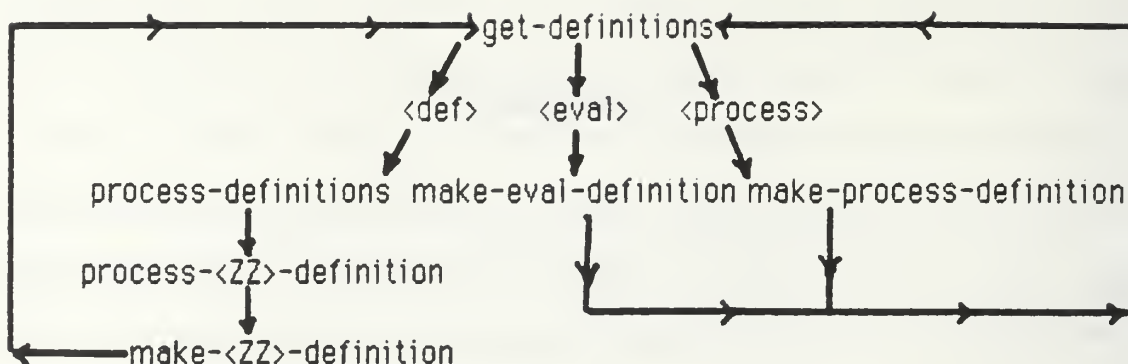 get-definitions
<def> <eval> <process>
process-definitions make-eval-definition make-process-definition
process-<ZZ>-definition
make-<ZZ>-definition